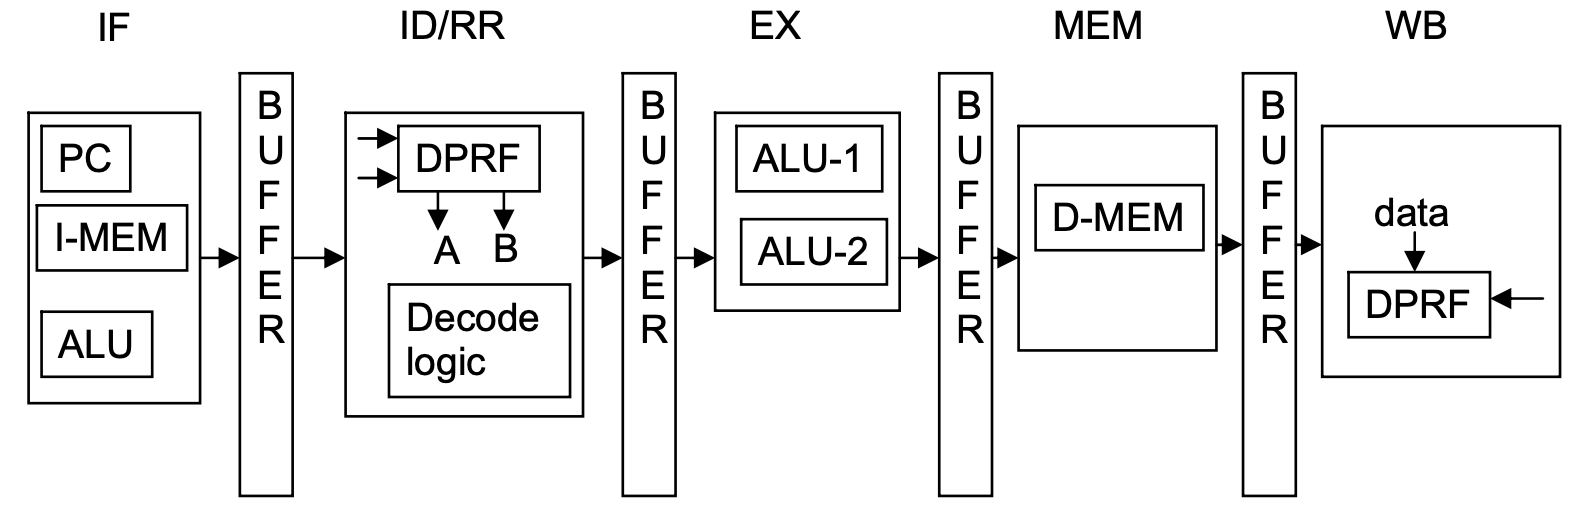 IF
ID/RR
EX
MEM
WB
PC
I-MEM
ALU
BUFFER
DPRF
A
B
Decode
logic
BUFFER
ALU-1
ALU-2
BUFFER
D-MEM
BUFFER
data
DPRF